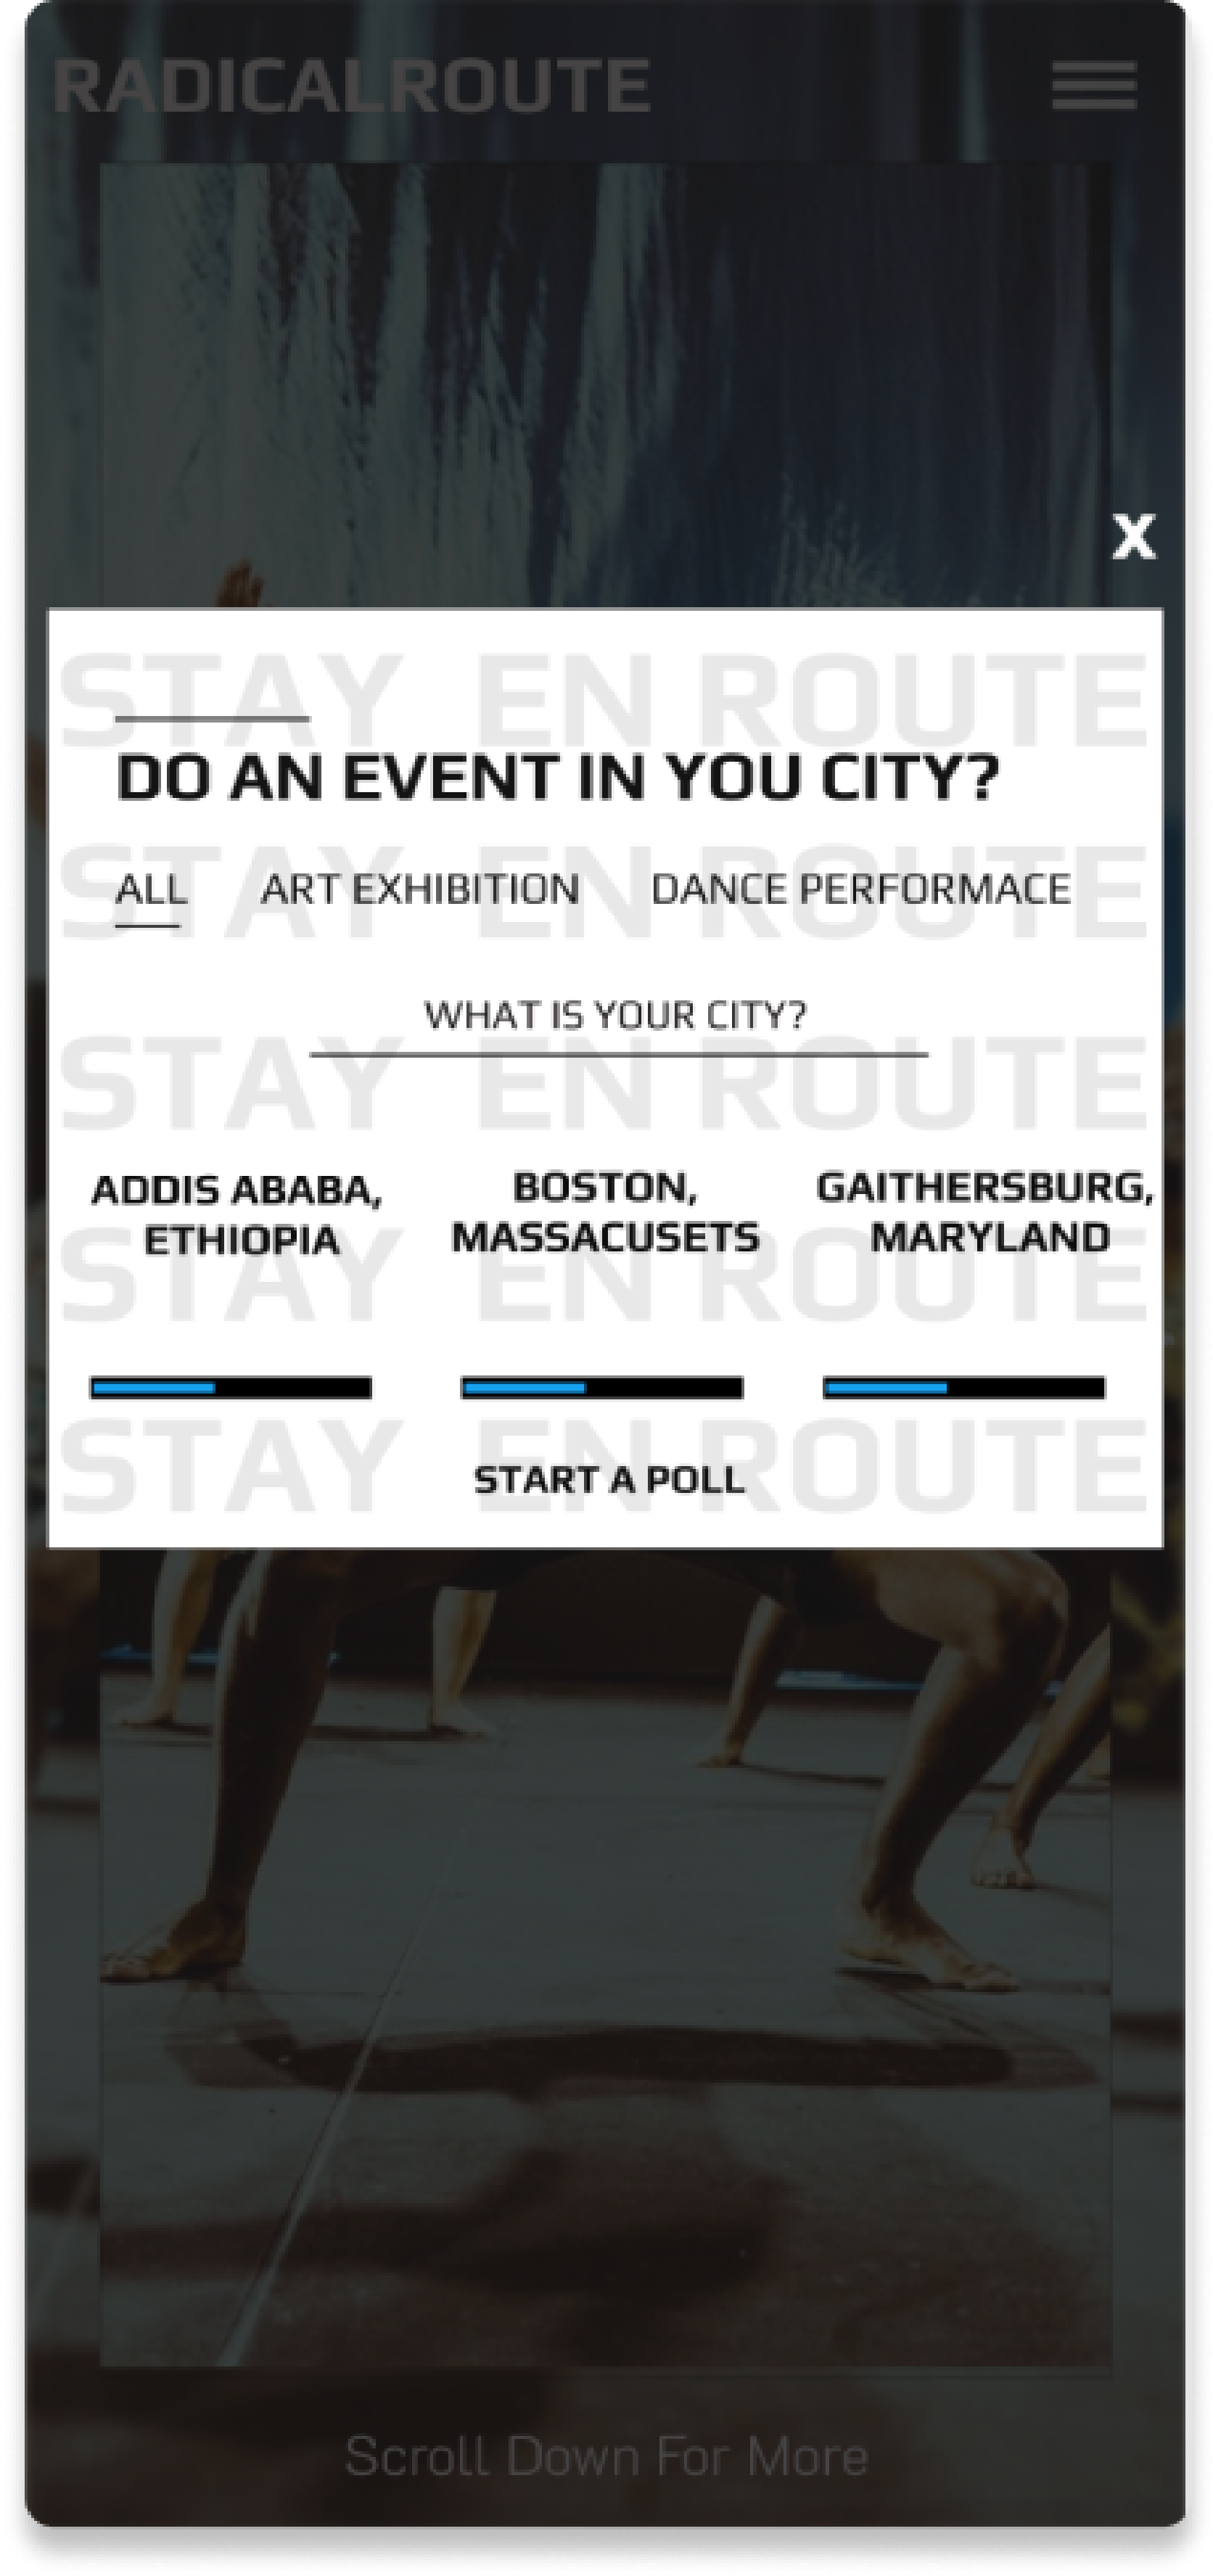 RADICALROUTE
X
STAY EN ROUTE
DO AN EVENT IN YOU CITY?
STAY EN ROUTE
ALL ART EXHIBITION DANCE PERFORMACE
WHAT IS YOUR CITY?
STAY EN ROUTE
ADDIS ABABA,
ETHIOPIA
BOSTON,
MASSACUSETS
GAITHERSBURG,
MARYLAND
STAY EN ROUTE
STAY EN ROUTE
START A POLL
Scroll Down For More